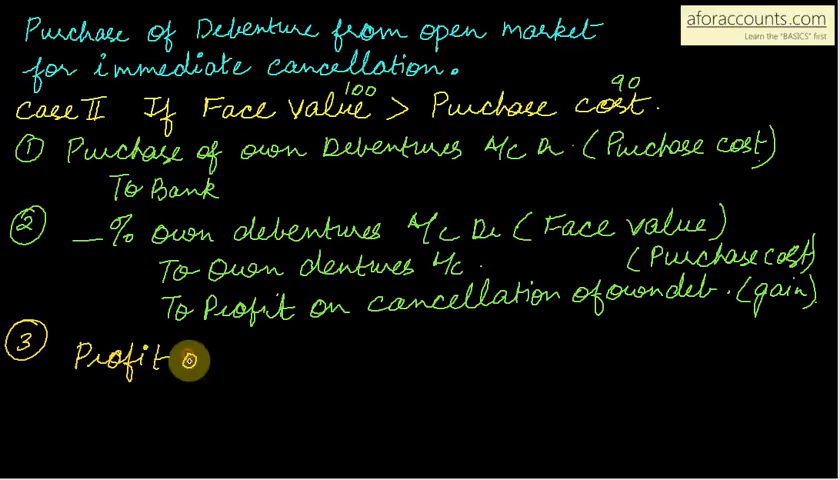 aforaccounts.com
Learn the "BASICS" first
Purchase of Debenture from open market
for immediate cancellation.
Case II If Face Value 100 > Purchase cost 90.
① Purchase of own Debentures A/C Dr. (Purchase cost)
To Bank
② _% own debentures A/C Dr (Face value)
To Own dentures A/C. (Purchase cost)
To Profit on cancellation of own deb. (gain)
③ Profit o